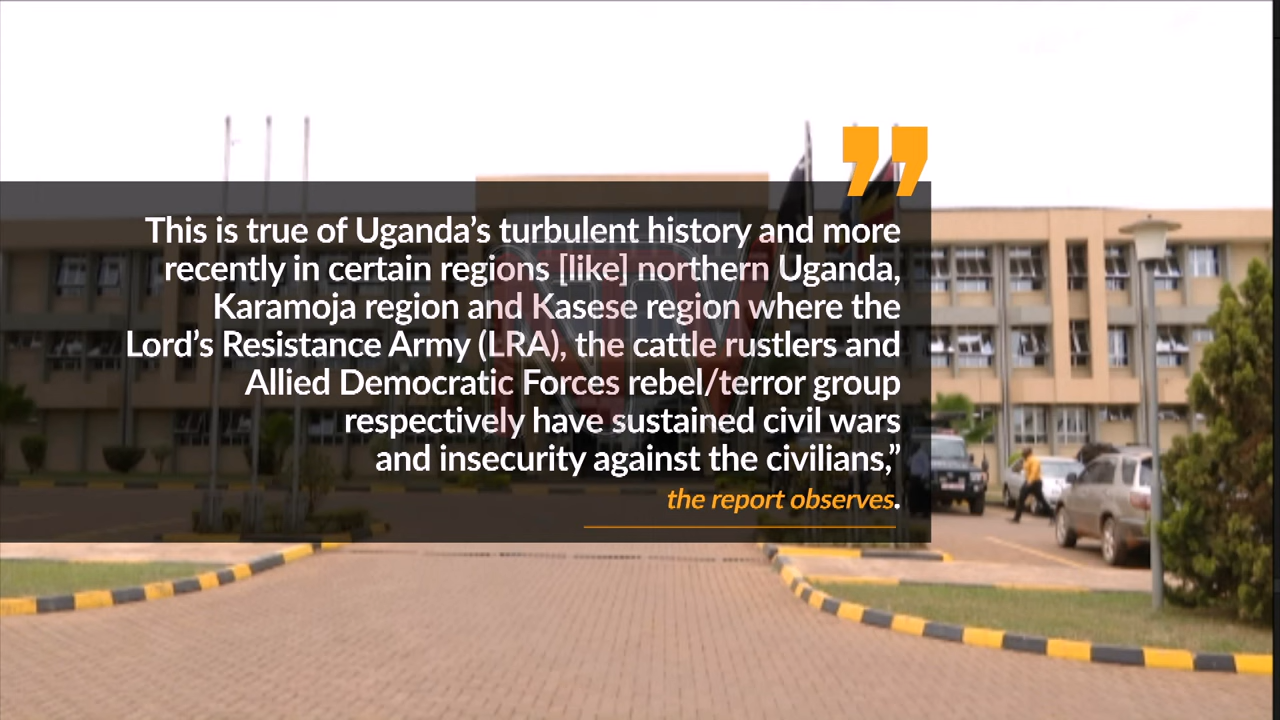 This is true of Uganda’s turbulent history and more
recently in certain regions [like] northern Uganda,
Karamoja region and Kasese region where the
Lord’s Resistance Army (LRA), the cattle rustlers and
Allied Democratic Forces rebel/terror group
respectively have sustained civil wars
and insecurity against the civilians,”
the report observes.